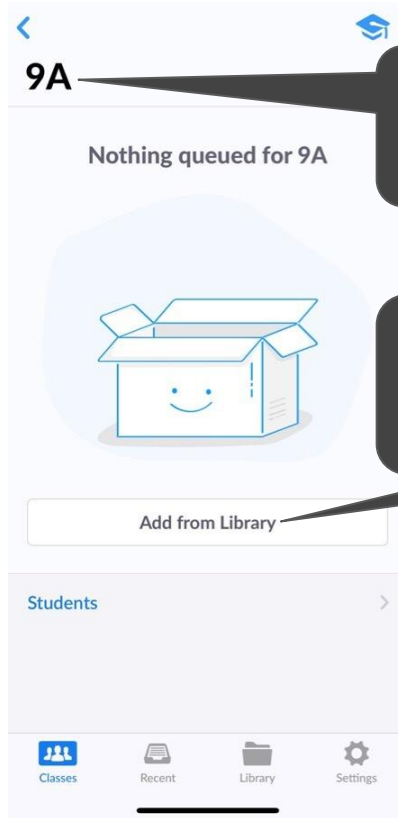 9A
Nothing queued for 9A
Add from Library
Students
Classes Recent Library Settings